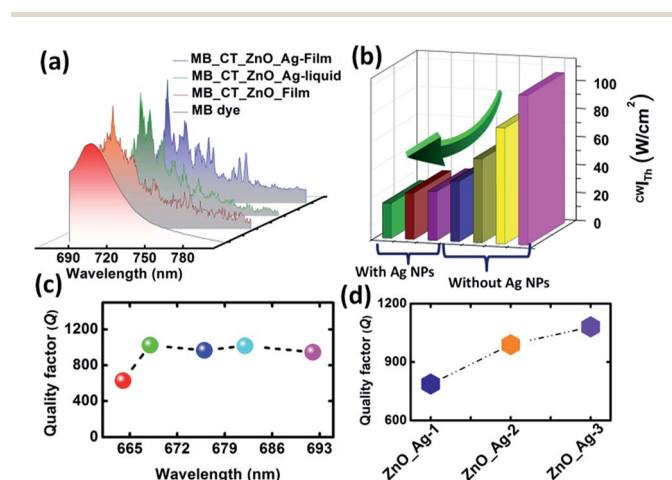 (a)
MB_CT_ZnO_Ag-Film
MB_CT_ZnO_Ag-liquid
MB_CT_ZnO_Film
MB dye
690 720 750 780
Wavelength (nm)
(b)
100
80
60
40
20
0
CWI_Th (W/cm²)
With Ag NPs
Without Ag NPs
(c)
Quality factor (Q)
1200
800
400
0
665 672 679 686 693
Wavelength (nm)
(d)
Quality factor (Q)
1200
900
600
ZnO_Ag-1
ZnO_Ag-2
ZnO_Ag-3